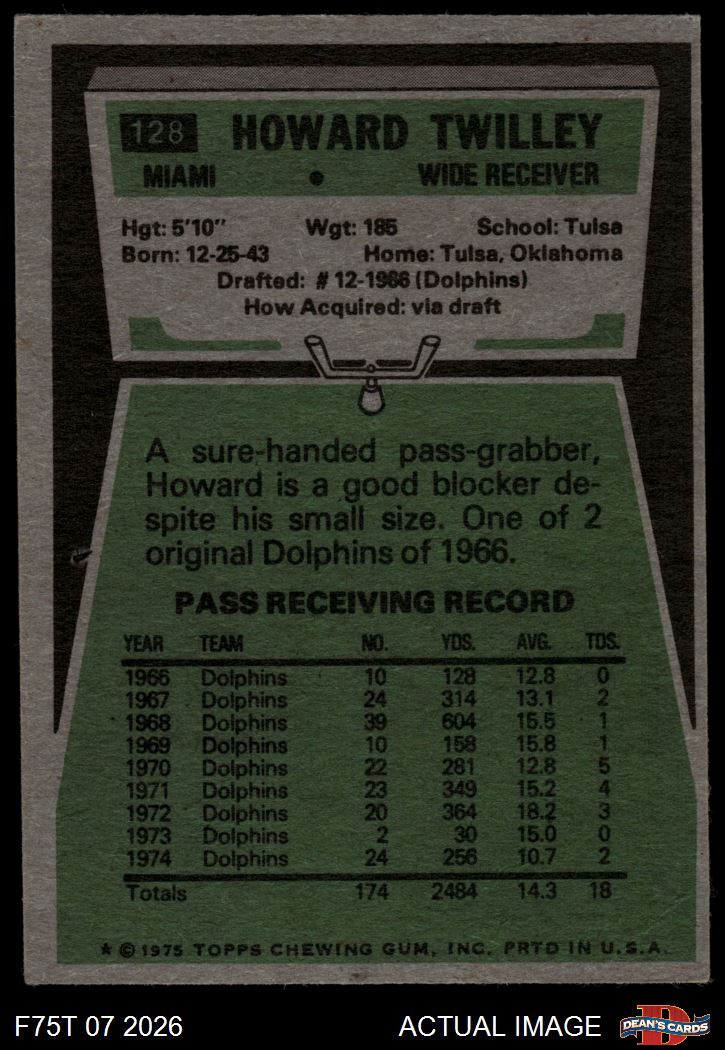 128 HOWARD TWILLEY
MIAMI • WIDE RECEIVER
Hgt: 5'10" Wgt: 185 School: Tulsa
Born: 12-25-43 Home: Tulsa, Oklahoma
Drafted: #12-1966 (Dolphins)
How Acquired: via draft
A sure-handed pass-grabber,
Howard is a good blocker de-
spite his small size. One of 2
original Dolphins of 1966.
PASS RECEIVING RECORD
YEAR TEAM NO. YDS. AVG. TDS.
1966 Dolphins 10 128 12.8 0
1967 Dolphins 24 314 13.1 2
1968 Dolphins 39 604 15.5 1
1969 Dolphins 10 158 15.8 1
1970 Dolphins 22 281 12.8 5
1971 Dolphins 23 349 15.2 4
1972 Dolphins 20 364 18.2 3
1973 Dolphins 2 30 15.0 0
1974 Dolphins 24 256 10.7 2
Totals 174 2484 14.3 18
★ © 1975 TOPPS CHEWING GUM, INC. PRTD IN U.S.A.
F75T 07 2026 ACTUAL IMAGE D DEAN'S CARDS